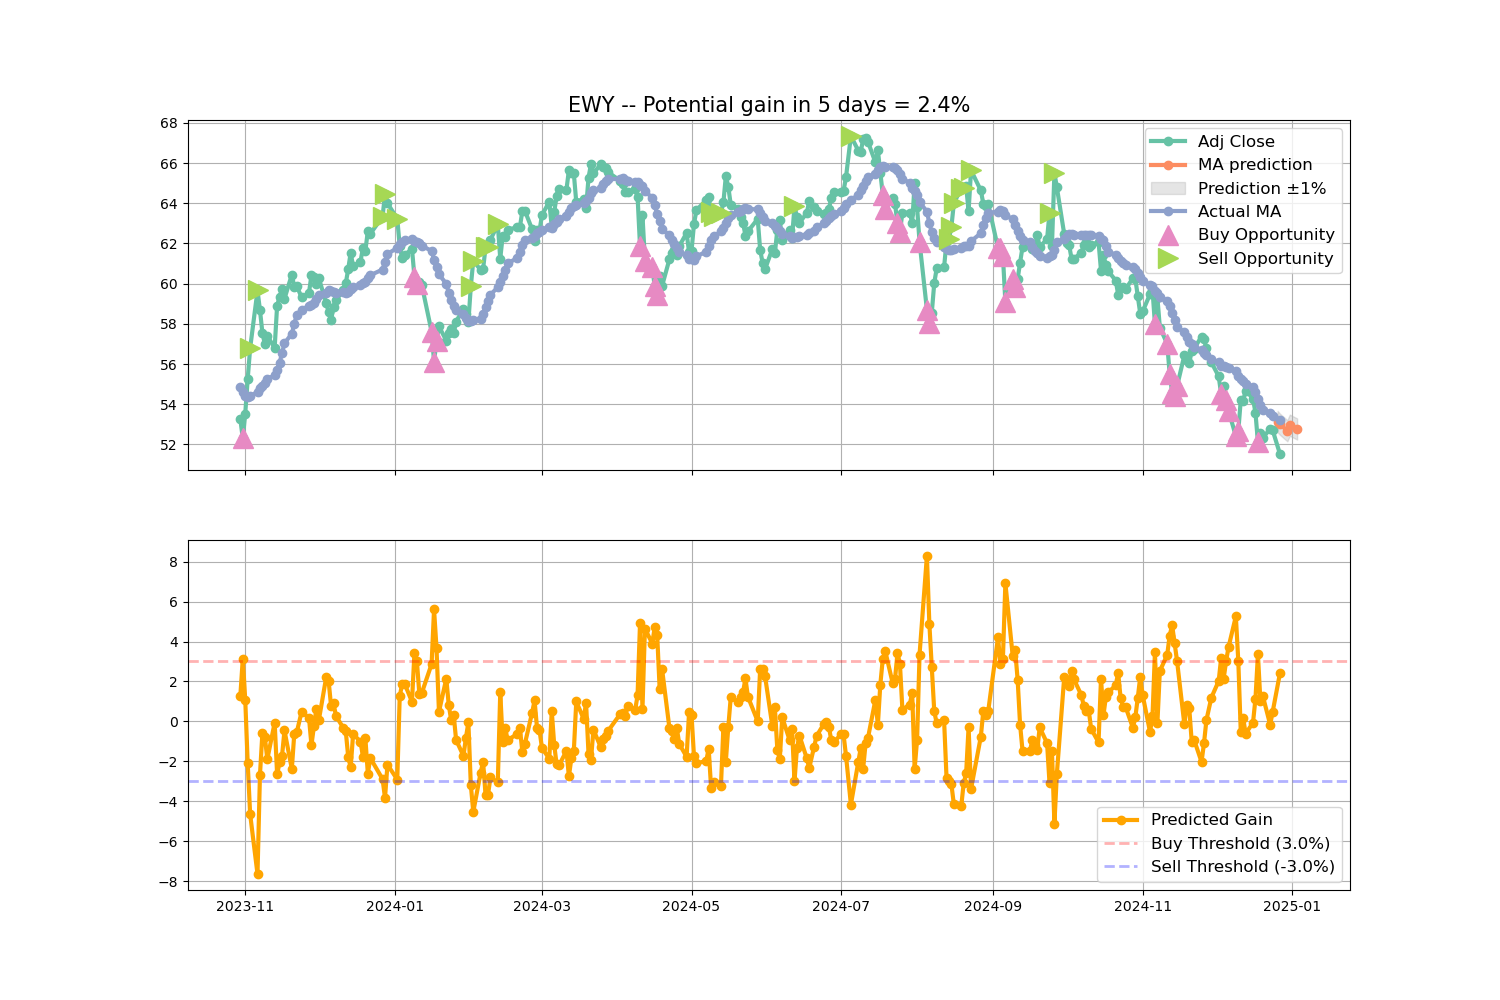 EWY -- Potential gain in 5 days = 2.4%
68
66
64
62
60
58
56
54
52
Adj Close
MA prediction
Prediction ±1%
Actual MA
Buy Opportunity
Sell Opportunity
8
6
4
2
0
−2
−4
−6
−8
Predicted Gain
Buy Threshold (3.0%)
Sell Threshold (-3.0%)
2023-11 2024-01 2024-03 2024-05 2024-07 2024-09 2024-11 2025-01